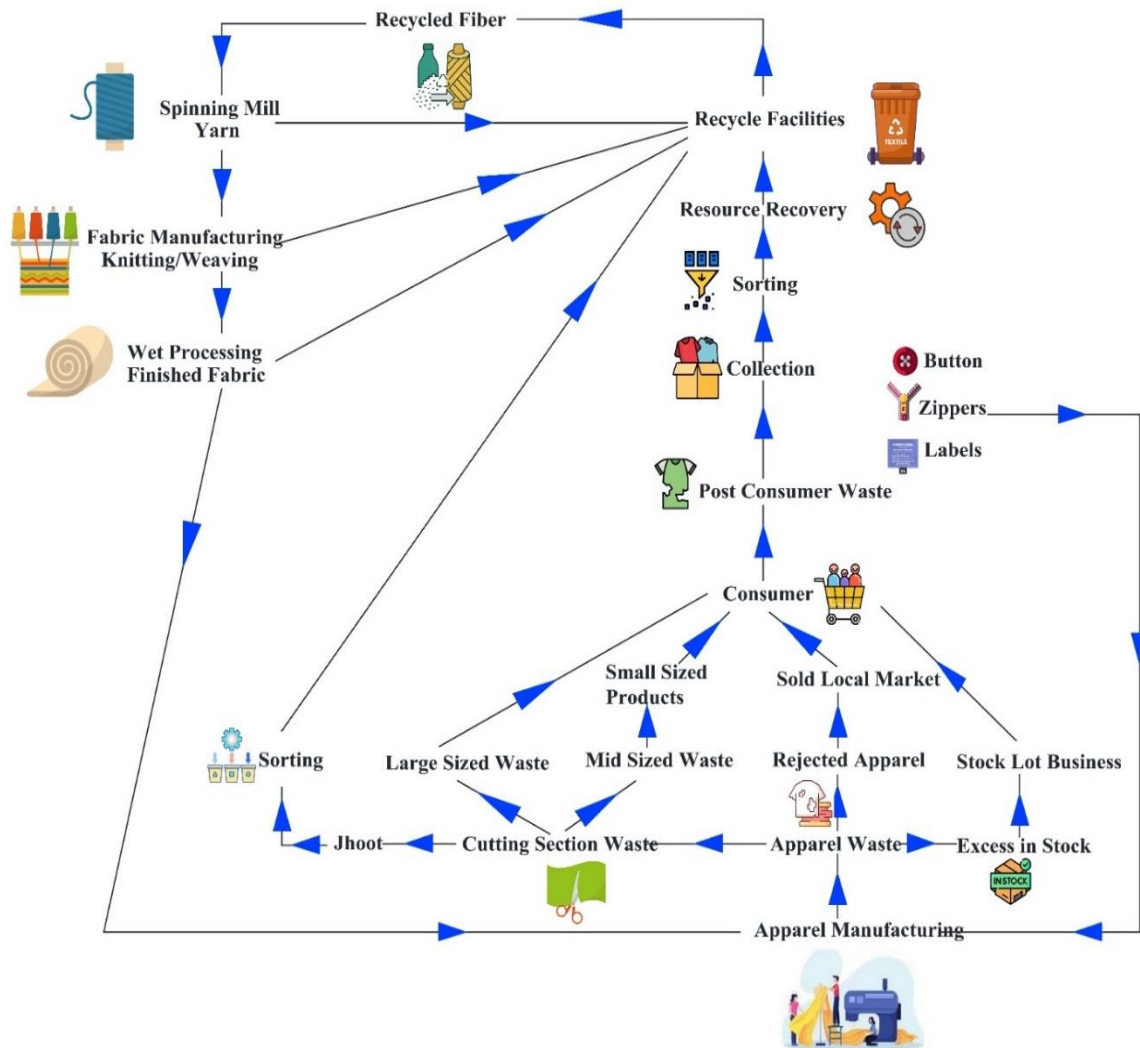 Recycled Fiber
Spinning Mill
Yarn
Recycle Facilities
TEXTILE
Resource Recovery
Fabric Manufacturing
Knitting/Weaving
Sorting
Wet Processing
Finished Fabric
Collection
Button
Zippers
Labels
Post Consumer Waste
Consumer
Small Sized
Products
Sold Local Market
Sorting
Large Sized Waste
Mid Sized Waste
Rejected Apparel
Stock Lot Business
Jhoot
Cutting Section Waste
Apparel Waste
Excess in Stock
INSTOCK
Apparel Manufacturing